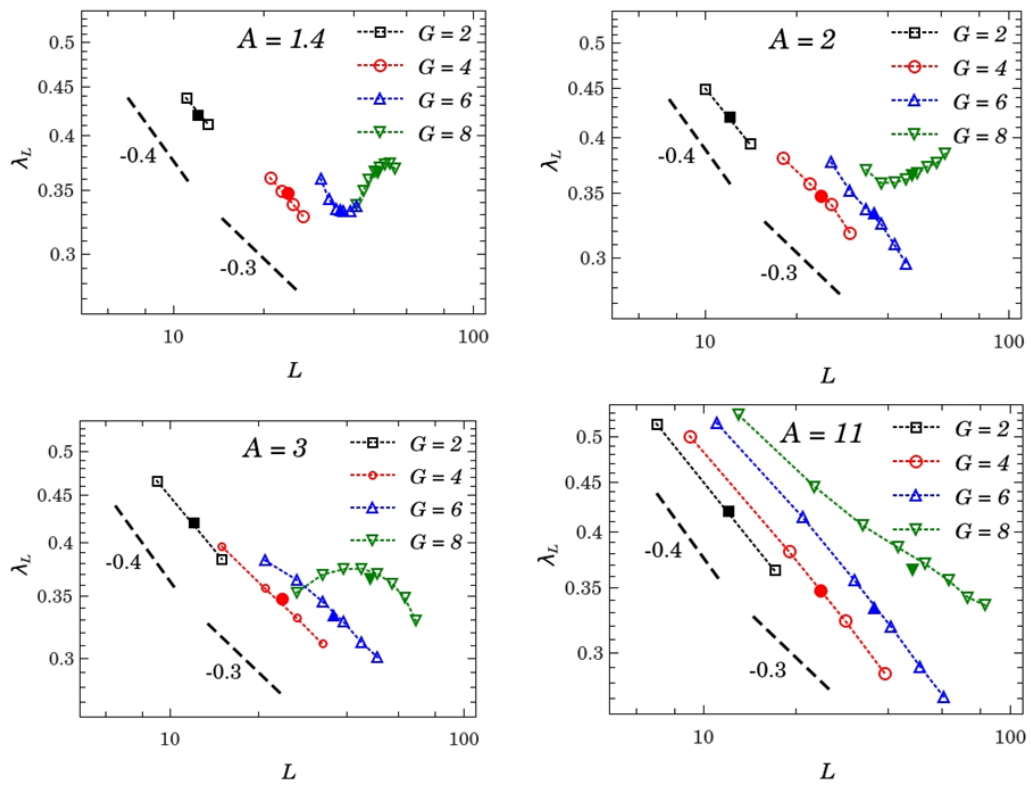 A = 1.4
G = 2
G = 4
G = 6
G = 8
0.5
0.45
0.4
0.35
0.3
λL
-0.4
-0.3
10
100
L
A = 2
G = 2
G = 4
G = 6
G = 8
0.5
0.45
0.4
0.35
0.3
λL
-0.4
-0.3
10
100
L
A = 3
G = 2
G = 4
G = 6
G = 8
0.5
0.45
0.4
0.35
0.3
λL
-0.4
-0.3
10
100
L
A = 11
G = 2
G = 4
G = 6
G = 8
0.5
0.45
0.4
0.35
0.3
λL
-0.4
-0.3
10
100
L